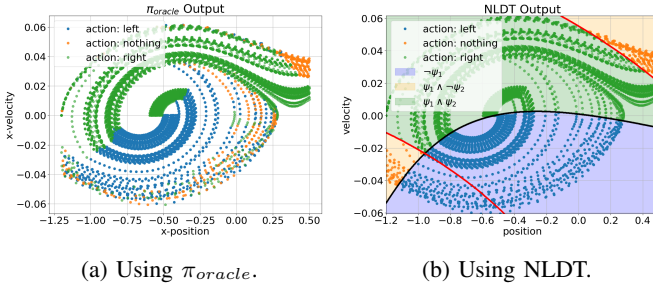 π_oracle Output
action: left
action: nothing
action: right
x-velocity
0.06
0.04
0.02
0.00
−0.02
−0.04
−0.06
−1.25 −1.00 −0.75 −0.50 −0.25 0.00 0.25 0.50
x-position
(a) Using π_oracle.
NLDT Output
action: left
action: nothing
action: right
¬ψ₁
ψ₁ ∧ ¬ψ₂
ψ₁ ∧ ψ₂
velocity
0.06
0.04
0.02
0.00
−0.02
−0.04
−0.06
−1.2 −1.0 −0.8 −0.6 −0.4 −0.2 0.0 0.2 0.4
position
(b) Using NLDT.